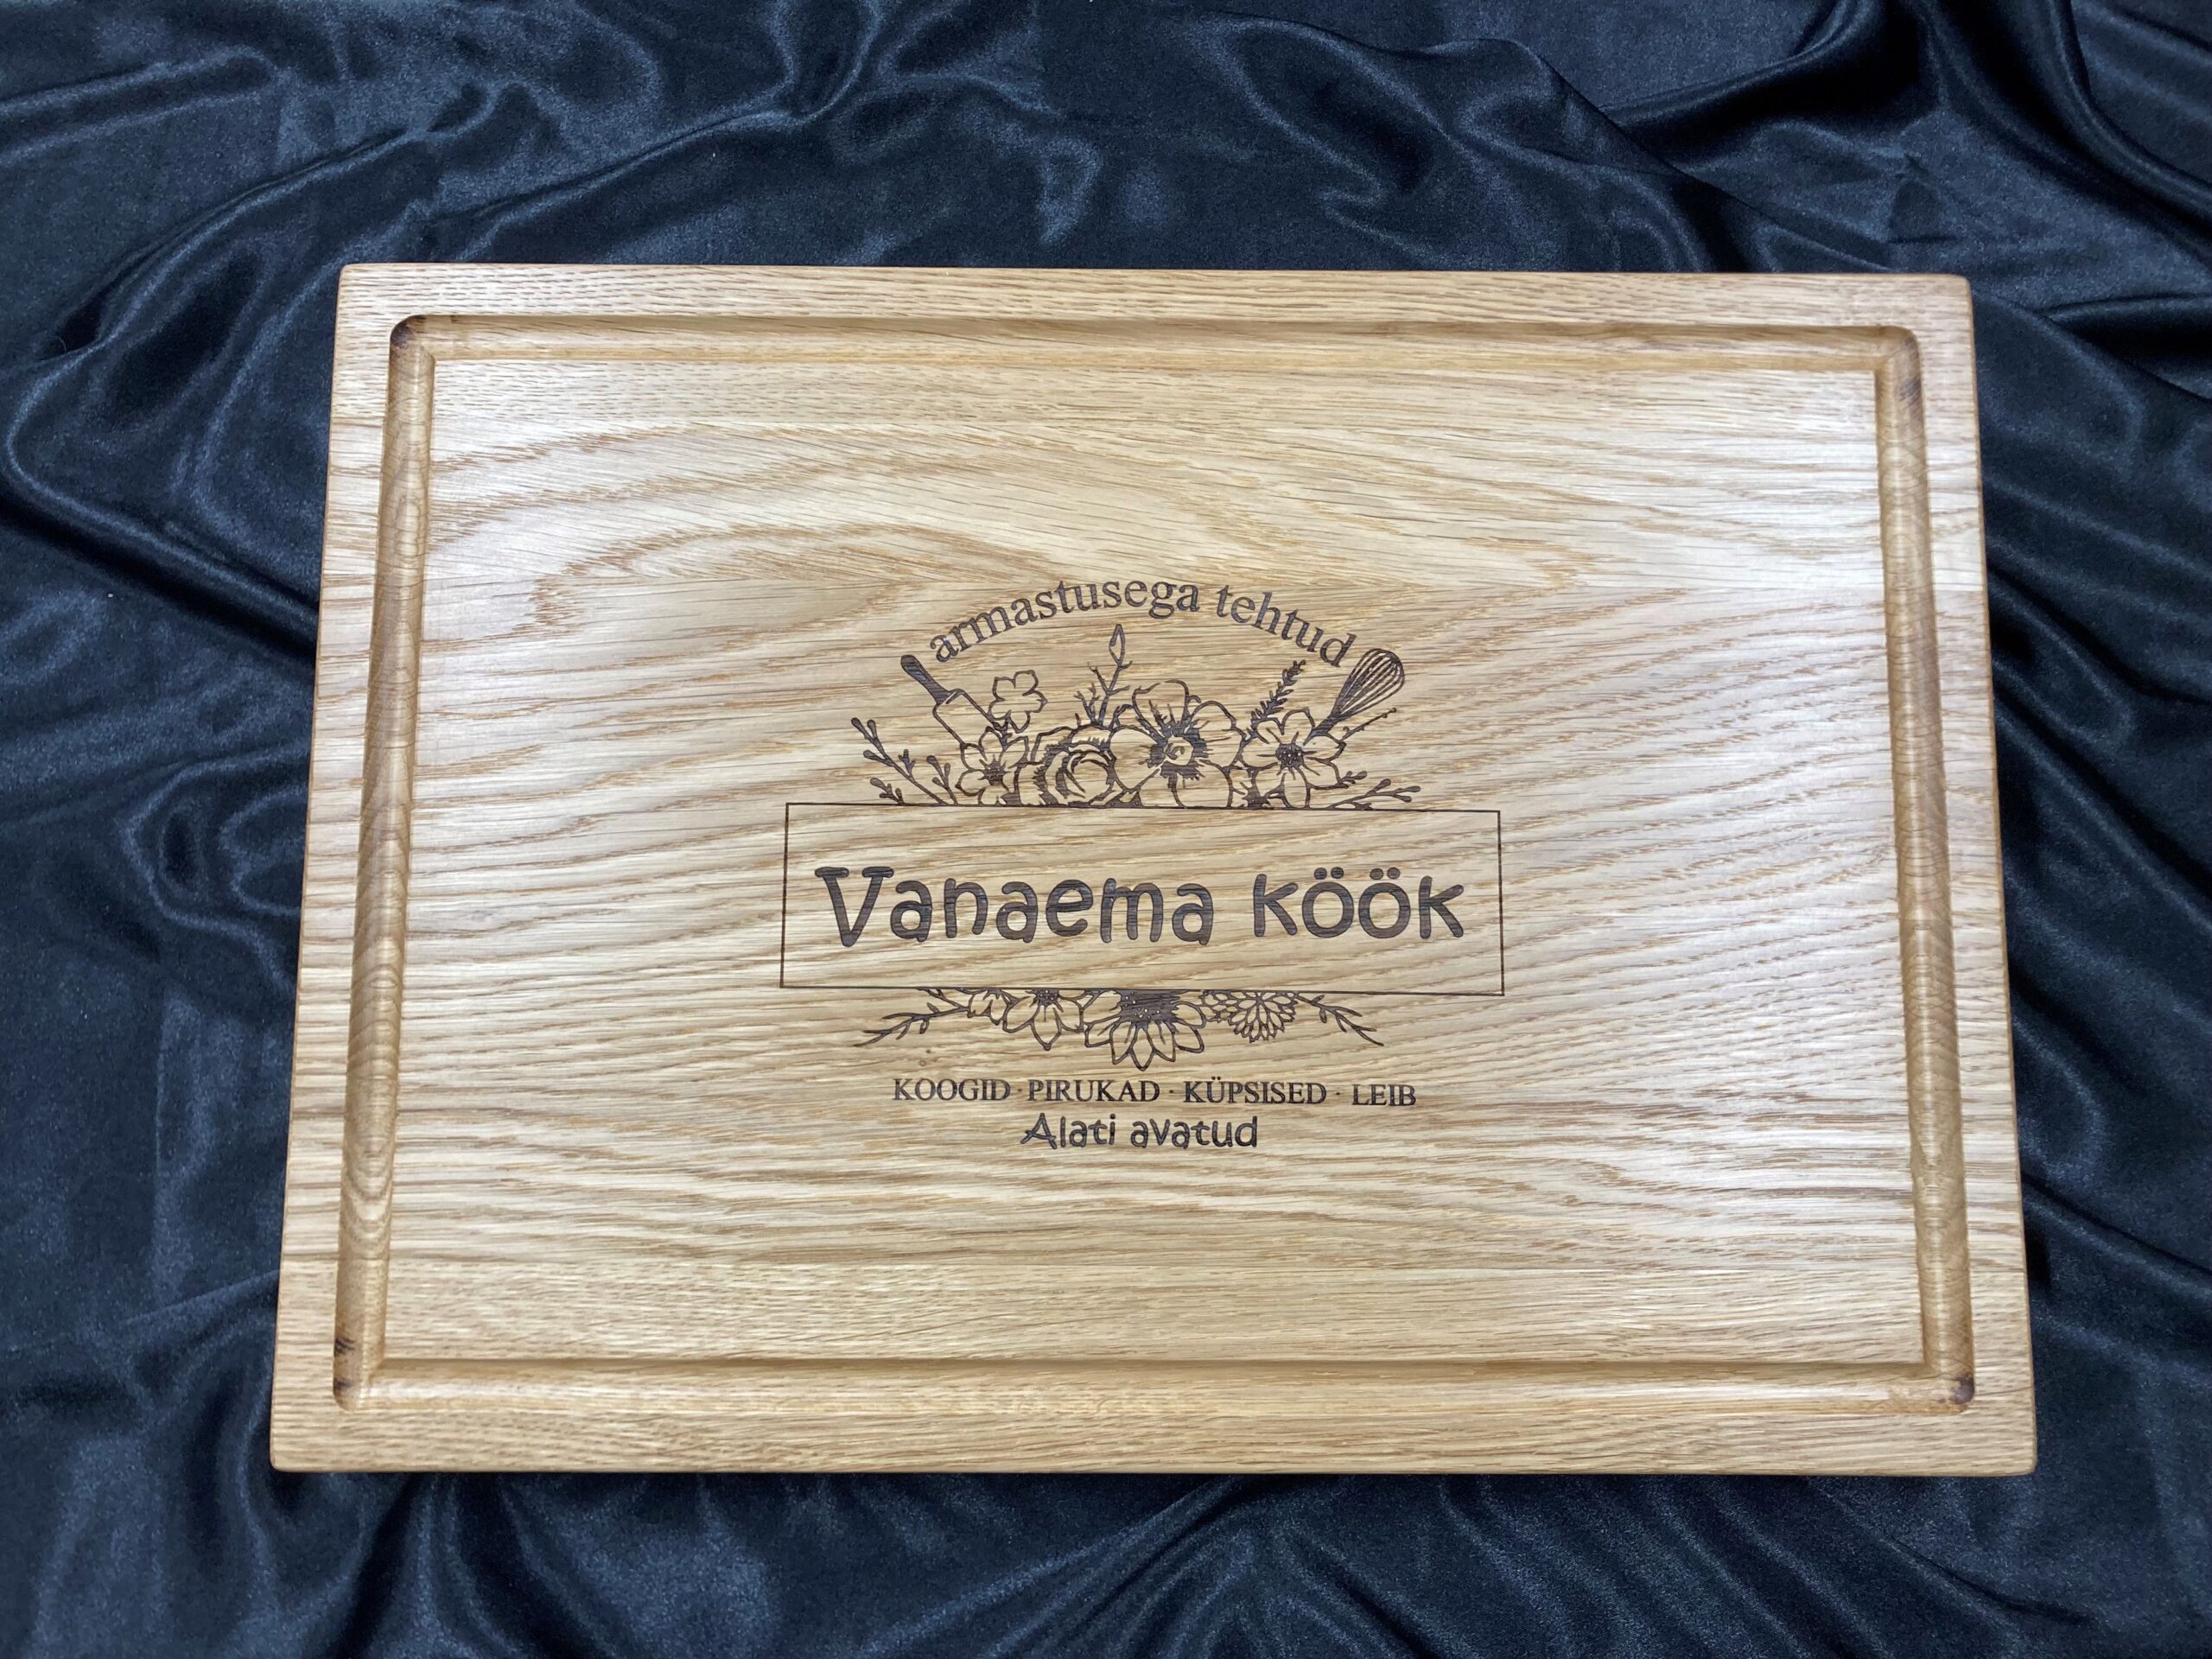 armastusega tehtud
Vanaema köök
KOOGID · PIRUKAD · KÜPSISED · LEIB
Alati avatud